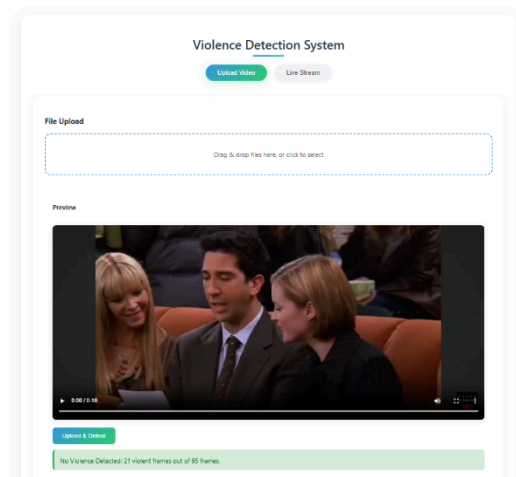 Violence Detection System
Upload Video
Live Stream
File Upload
Drag & drop files here, or click to select
Preview
0:00 / 0:16
Upload & Detect
No Violence Detected: 21 violent frames out of 95 frames.